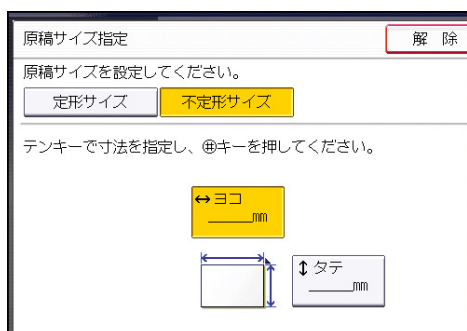 原稿サイズ指定
解 除
原稿サイズを設定してください。
定形サイズ
不定形サイズ
テンキーで寸法を指定し、㊉キーを押してください。
↔ヨコ
______mm
↕タテ
______mm